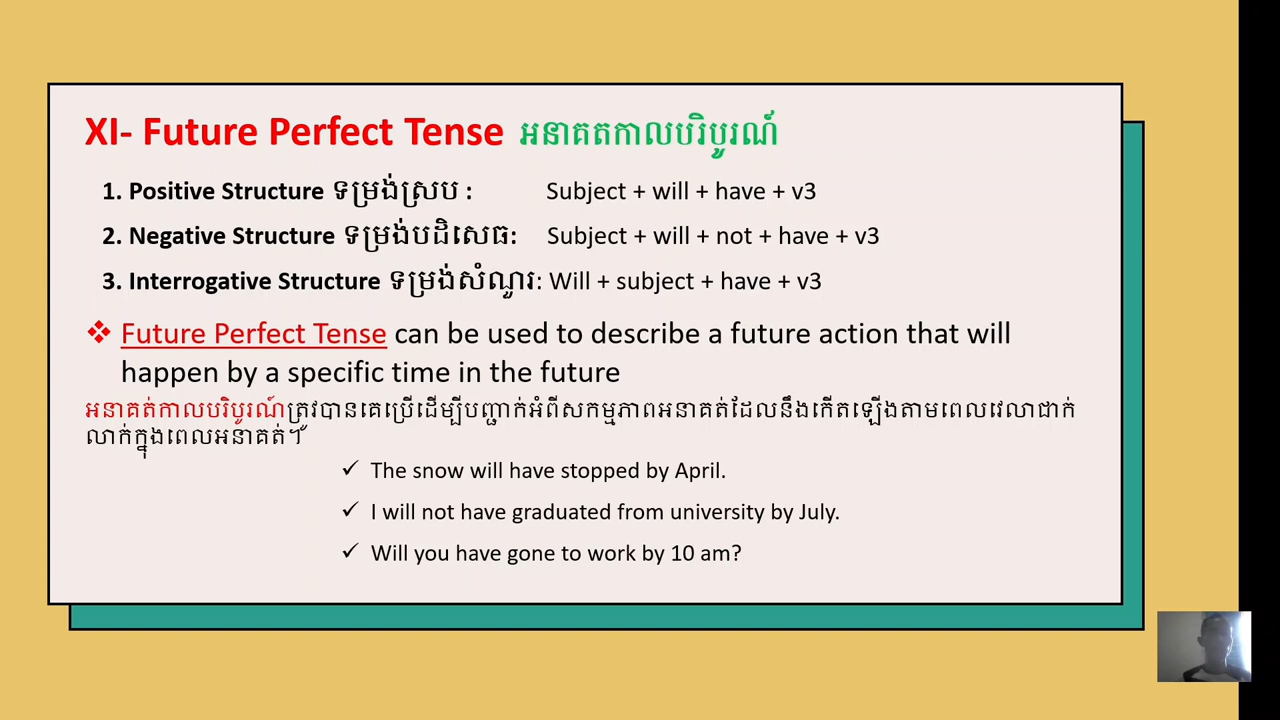 XI- Future Perfect Tense អនាគតកាលបរិបូរណ៍
1. Positive Structure ទម្រង់ស្រប : Subject + will + have + v3
2. Negative Structure ទម្រង់បដិសេធ: Subject + will + not + have + v3
3. Interrogative Structure ទម្រង់សំណួរ: Will + subject + have + v3
❖ Future Perfect Tense can be used to describe a future action that will
happen by a specific time in the future
អនាគត់កាលបរិបូរណ៍ត្រូវបានគេប្រើដើម្បីបញ្ជាក់អំពីសកម្មភាពអនាគត់ដែលនឹងកើតឡើងតាមពេលវេលាជាក់
លាក់ក្នុងពេលអនាគត់។
✓ The snow will have stopped by April.
✓ I will not have graduated from university by July.
✓ Will you have gone to work by 10 am?